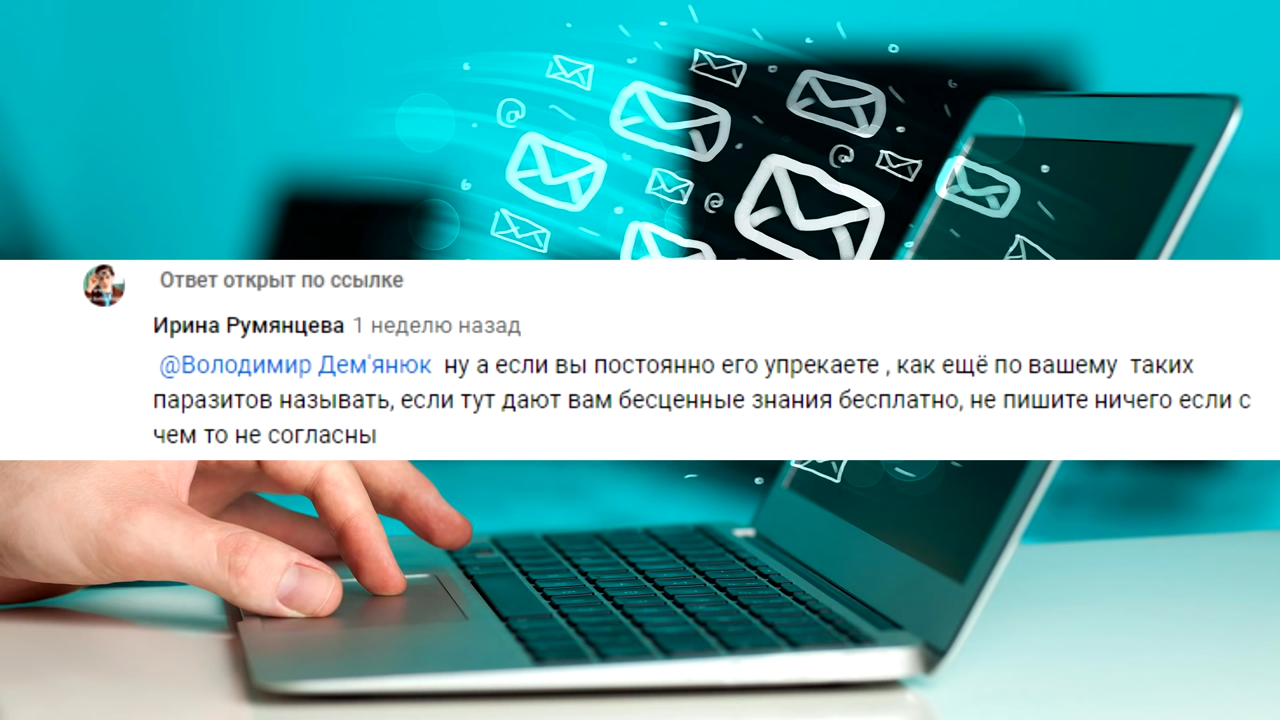 Ответ открыт по ссылке
Ирина Румянцева 1 неделю назад
@Володимир Дем'янюк ну а если вы постоянно его упрекаете , как ещё по вашему таких
паразитов называть, если тут дают вам бесценные знания бесплатно, не пишите ничего если с
чем то не согласны